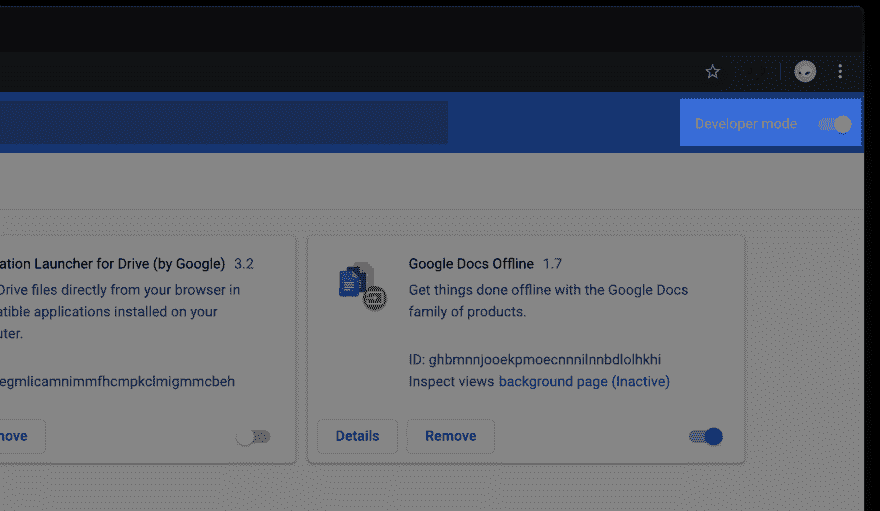 Developer mode
ation Launcher for Drive (by Google) 3.2
Drive files directly from your browser in
atible applications installed on your
uter.
egmlicamnimmfhcmpkclmigmmcbeh
nove
Google Docs Offline 1.7
Get things done offline with the Google Docs
family of products.
ID: ghbmnnjooekpmoecnnnilnnbdlolhkhi
Inspect views background page (Inactive)
Details
Remove